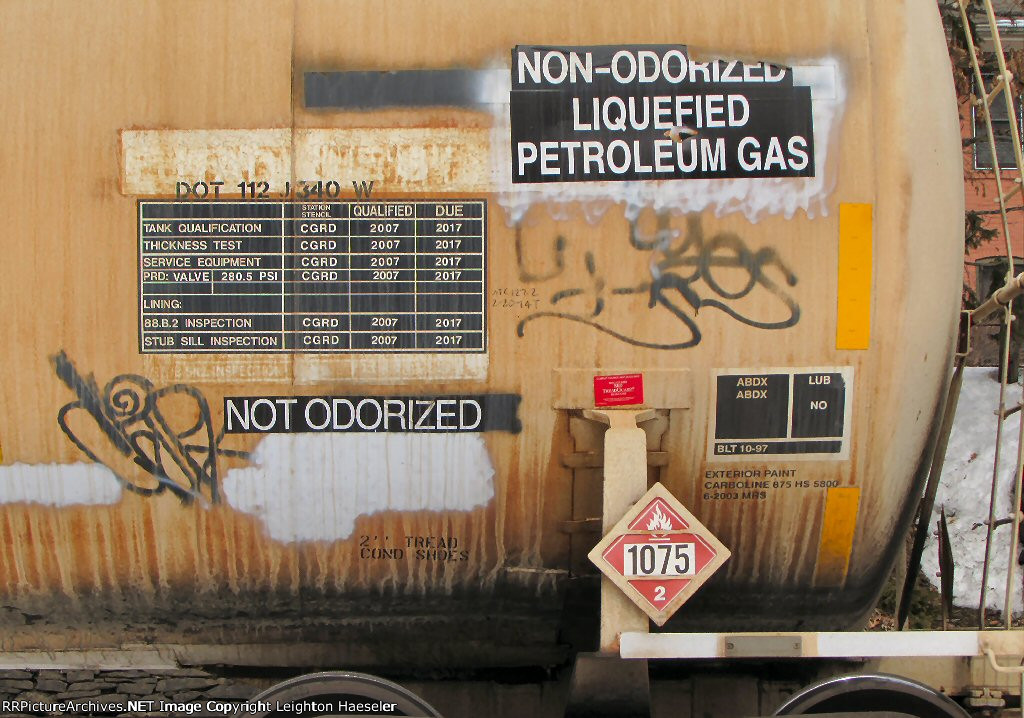 NON-ODORIZED
LIQUEFIED
PETROLEUM GAS
DOT 112 J 340 W
STATION STENCIL QUALIFIED DUE
TANK QUALIFICATION CGRD 2007 2017
THICKNESS TEST CGRD 2007 2017
SERVICE EQUIPMENT CGRD 2007 2017
PRD: VALVE 280.5 PSI CGRD 2007 2017
LINING:
88.B.2 INSPECTION CGRD 2007 2017
STUB SILL INSPECTION CGRD 2007 2017
2-20-14
NOT ODORIZED
ABDX
ABDX
LUB
NO
BLT 10-97
EXTERIOR PAINT
CARBOLINE 875 HS 5800
6-2003 MRS
2'' TREAD
COND SHOES
1075
2
RRPictureArchives.NET Image Copyright Leighton Haeseler